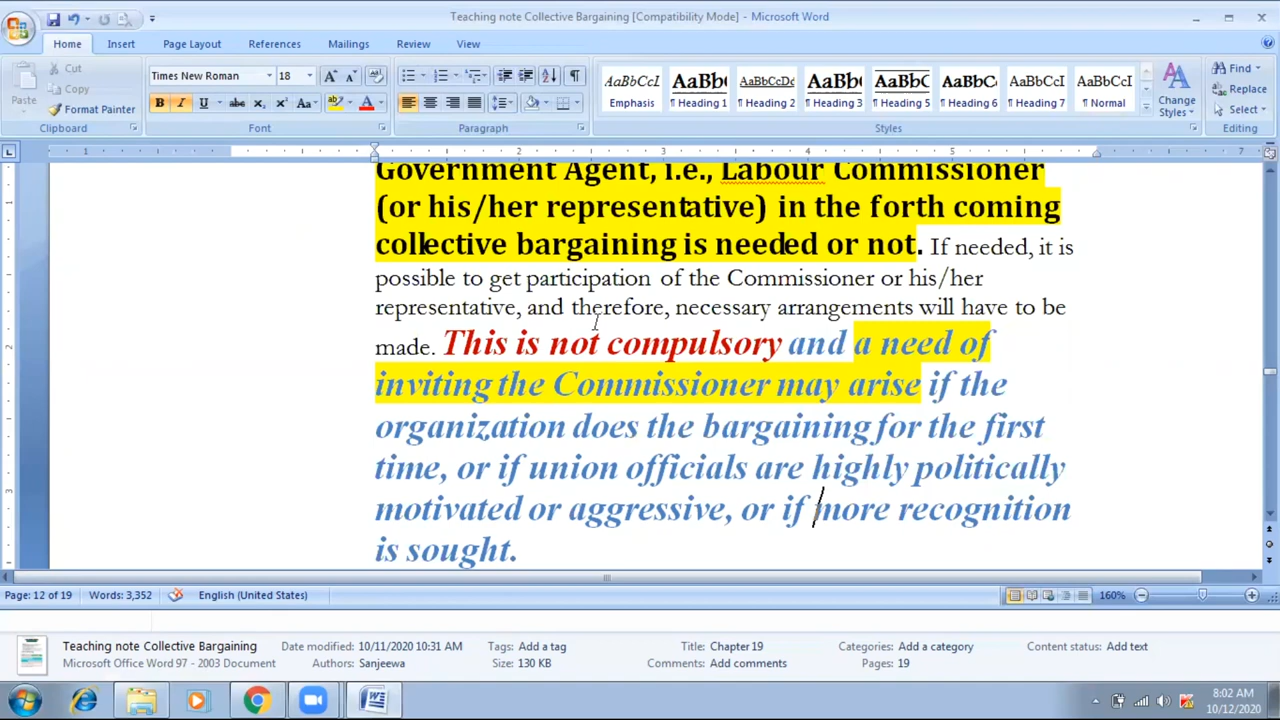 Teaching note Collective Bargaining [Compatibility Mode] - Microsoft Word
Home Insert Page Layout References Mailings Review View
Paste
Cut
Copy
Format Painter
Clipboard
Times New Roman 18
Font
Paragraph
AaBbCcI AaBbC AaBbCcDc AaBbC AaBbC AaBbCc AaBbCcI AaBbCcI
Emphasis ¶ Heading 1 ¶ Heading 2 ¶ Heading 3 ¶ Heading 5 ¶ Heading 6 ¶ Heading 7 ¶ Normal
Change Styles
Styles
Find
Replace
Select
Editing
Government Agent, i.e., Labour Commissioner
(or his/her representative) in the forth coming
collective bargaining is needed or not. If needed, it is
possible to get participation of the Commissioner or his/her
representative, and therefore, necessary arrangements will have to be
made. This is not compulsory and a need of
inviting the Commissioner may arise if the
organization does the bargaining for the first
time, or if union officials are highly politically
motivated or aggressive, or if more recognition
is sought.
Page: 12 of 19 Words: 3,352 English (United States) 160%
Teaching note Collective Bargaining Date modified: 10/11/2020 10:31 AM Tags: Add a tag Title: Chapter 19 Categories: Add a category Content status: Add text
Microsoft Office Word 97 - 2003 Document Authors: Sanjeewa Size: 130 KB Comments: Add comments Pages: 19
8:02 AM
10/12/2020